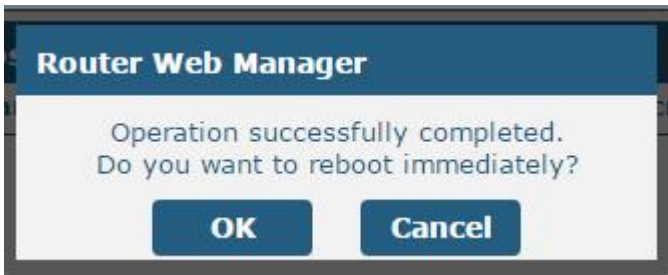 Router Web Manager
Operation successfully completed.
Do you want to reboot immediately?
OK
Cancel